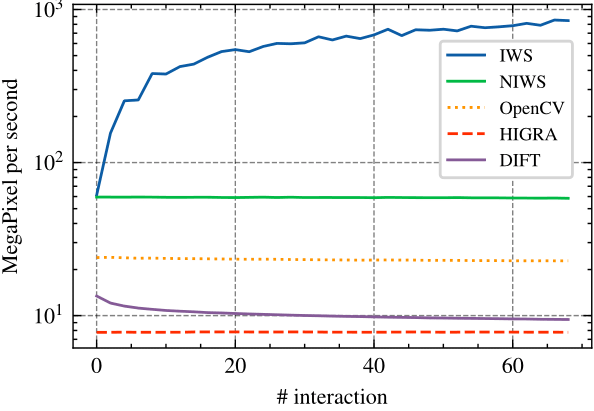 10³
10²
10¹
MegaPixel per second
0
20
40
60
# interaction
IWS
NIWS
OpenCV
HIGRA
DIFT